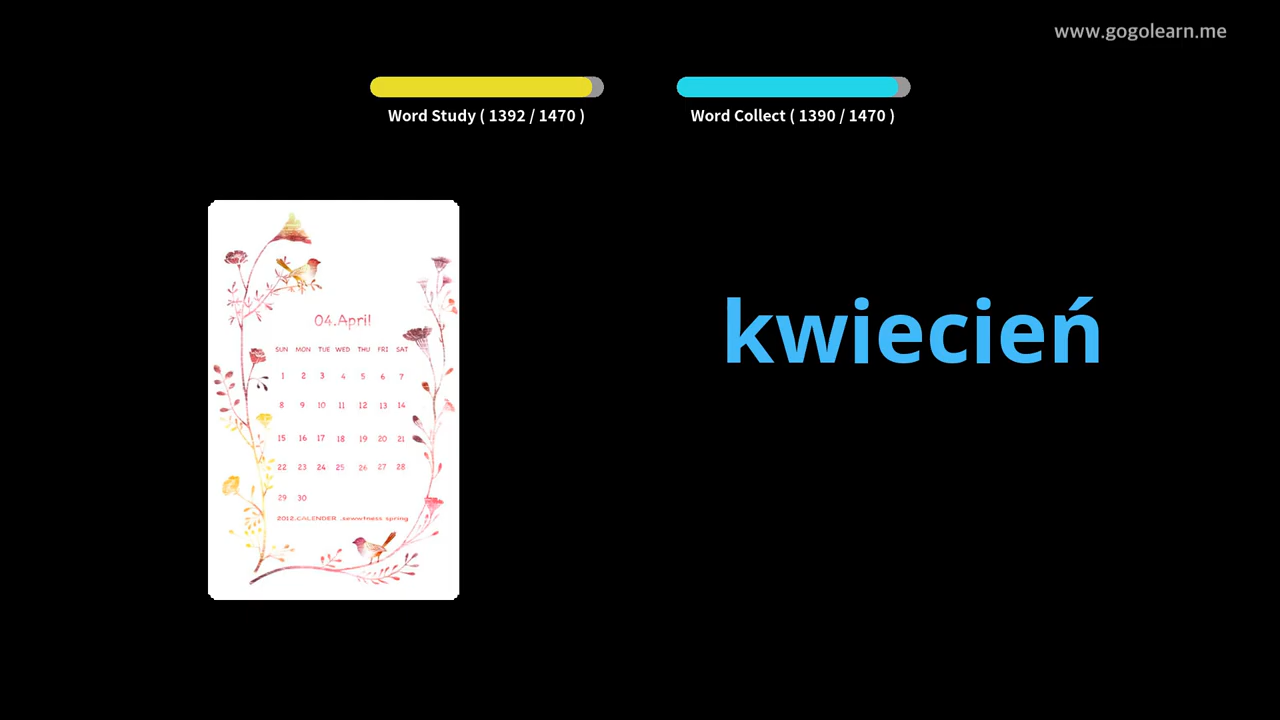 www.gogolearn.me
Word Study ( 1392 / 1470 )
Word Collect ( 1390 / 1470 )
kwiecień
04.April
SUN MON TUE WED THU FRI SAT
1 2 3 4 5 6 7
8 9 10 11 12 13 14
15 16 17 18 19 20 21
22 23 24 25 26 27 28
29 30
2012.CALENDER .sewwtness spring